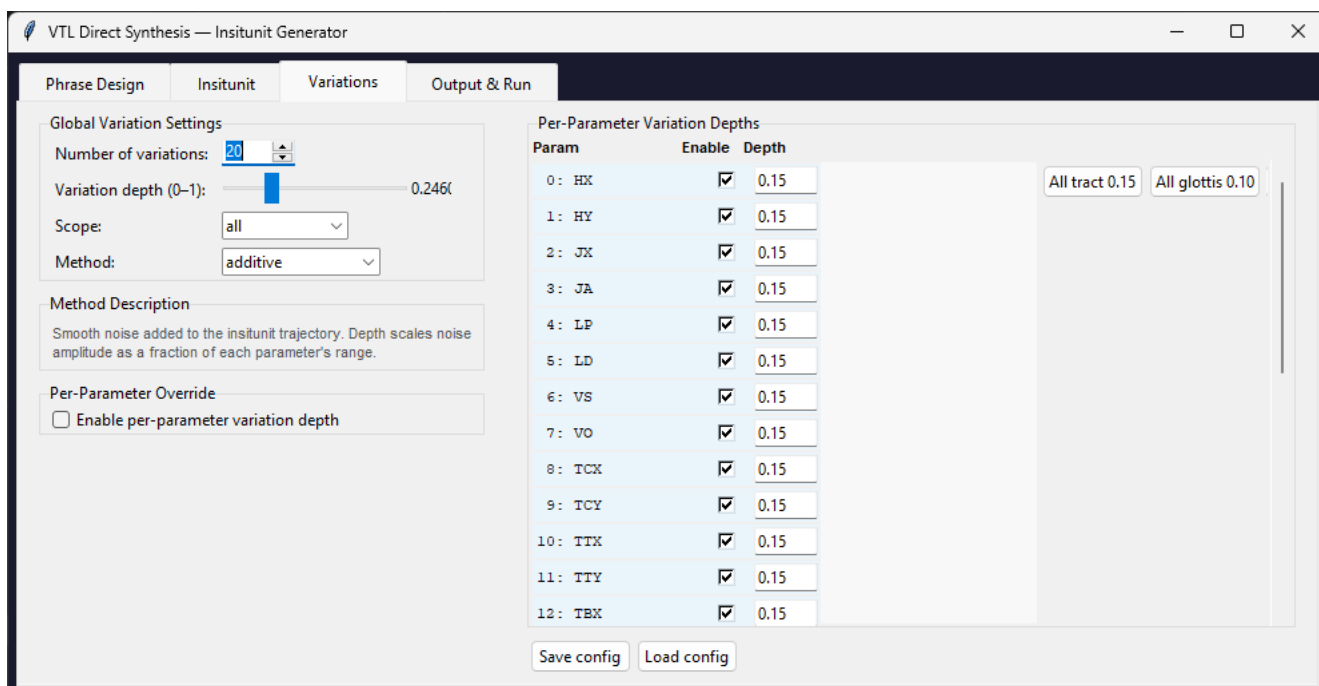 VTL Direct Synthesis — Insitunit Generator
Phrase Design Insitunit Variations Output & Run
Global Variation Settings
Number of variations: 20
Variation depth (0–1): 0.246
Scope: all
Method: additive
Method Description
Smooth noise added to the insitunit trajectory. Depth scales noise
amplitude as a fraction of each parameter's range.
Per-Parameter Override
Enable per-parameter variation depth
Per-Parameter Variation Depths
Param Enable Depth
0: HX 0.15 All tract 0.15 All glottis 0.10
1: HY 0.15
2: JX 0.15
3: JA 0.15
4: LP 0.15
5: LD 0.15
6: VS 0.15
7: VO 0.15
8: TCX 0.15
9: TCY 0.15
10: TTX 0.15
11: TTY 0.15
12: TBX 0.15
Save config Load config